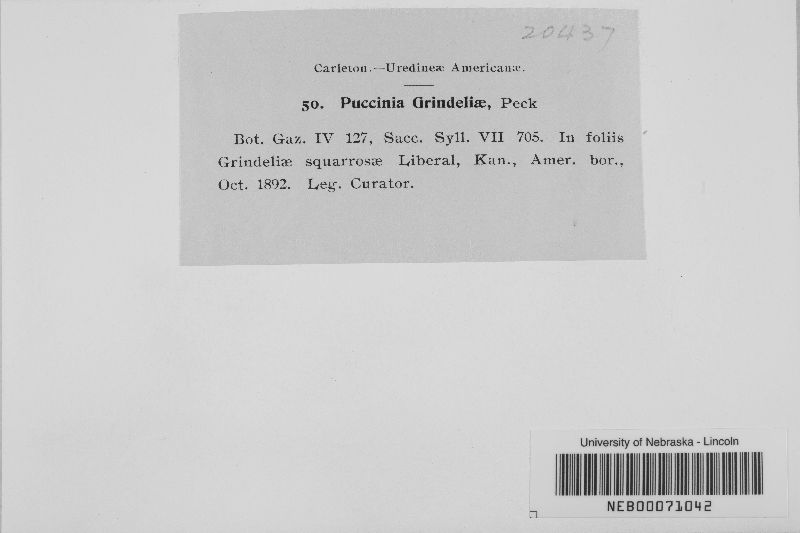 20437
Carleton.—Uredineæ Americanæ.
50. Puccinia Grindeliæ, Peck
Bot. Gaz. IV 127, Sacc. Syll. VII 705. In foliis
Grindeliæ squarrosæ Liberal, Kan., Amer. bor.,
Oct. 1892. Leg. Curator.
University of Nebraska - Lincoln
NEB00071042